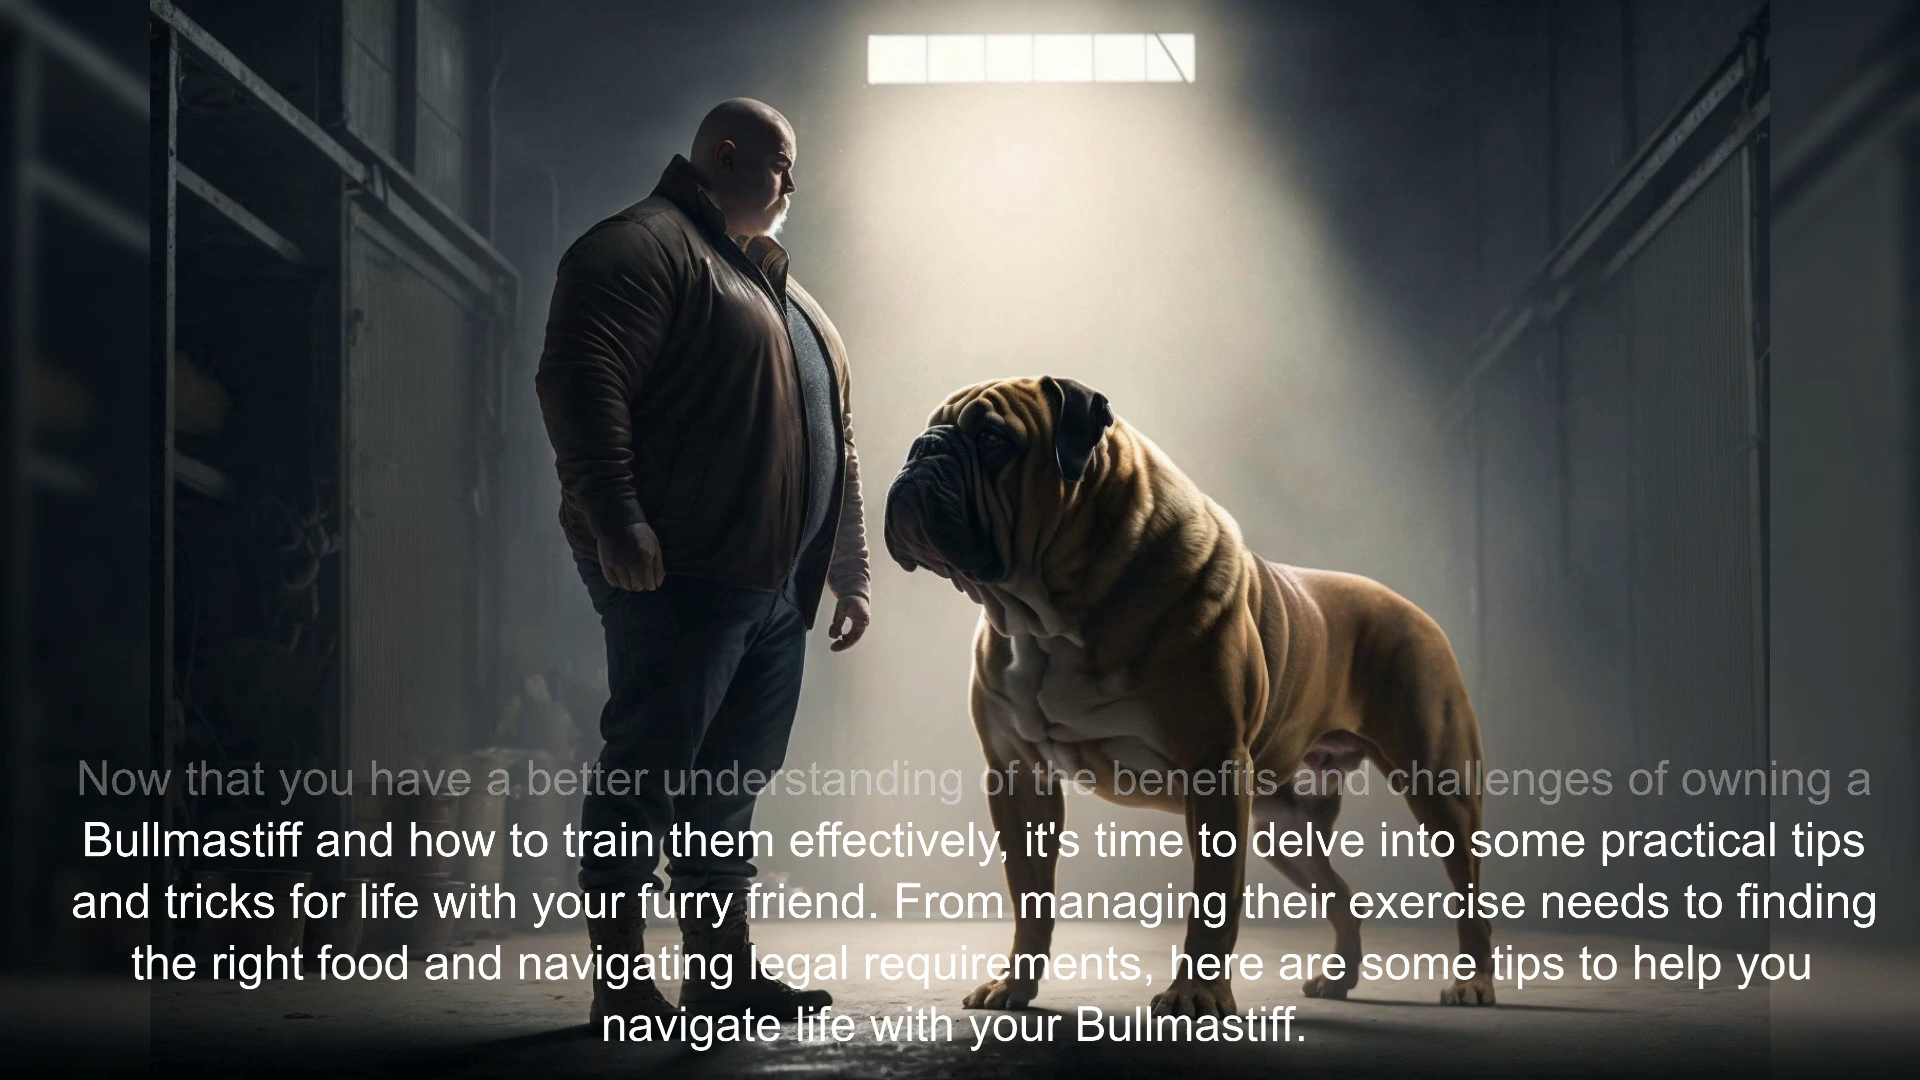 Now that you have a better understanding of the benefits and challenges of owning a
Bullmastiff and how to train them effectively, it's time to delve into some practical tips
and tricks for life with your furry friend. From managing their exercise needs to finding
the right food and navigating legal requirements, here are some tips to help you
navigate life with your Bullmastiff.